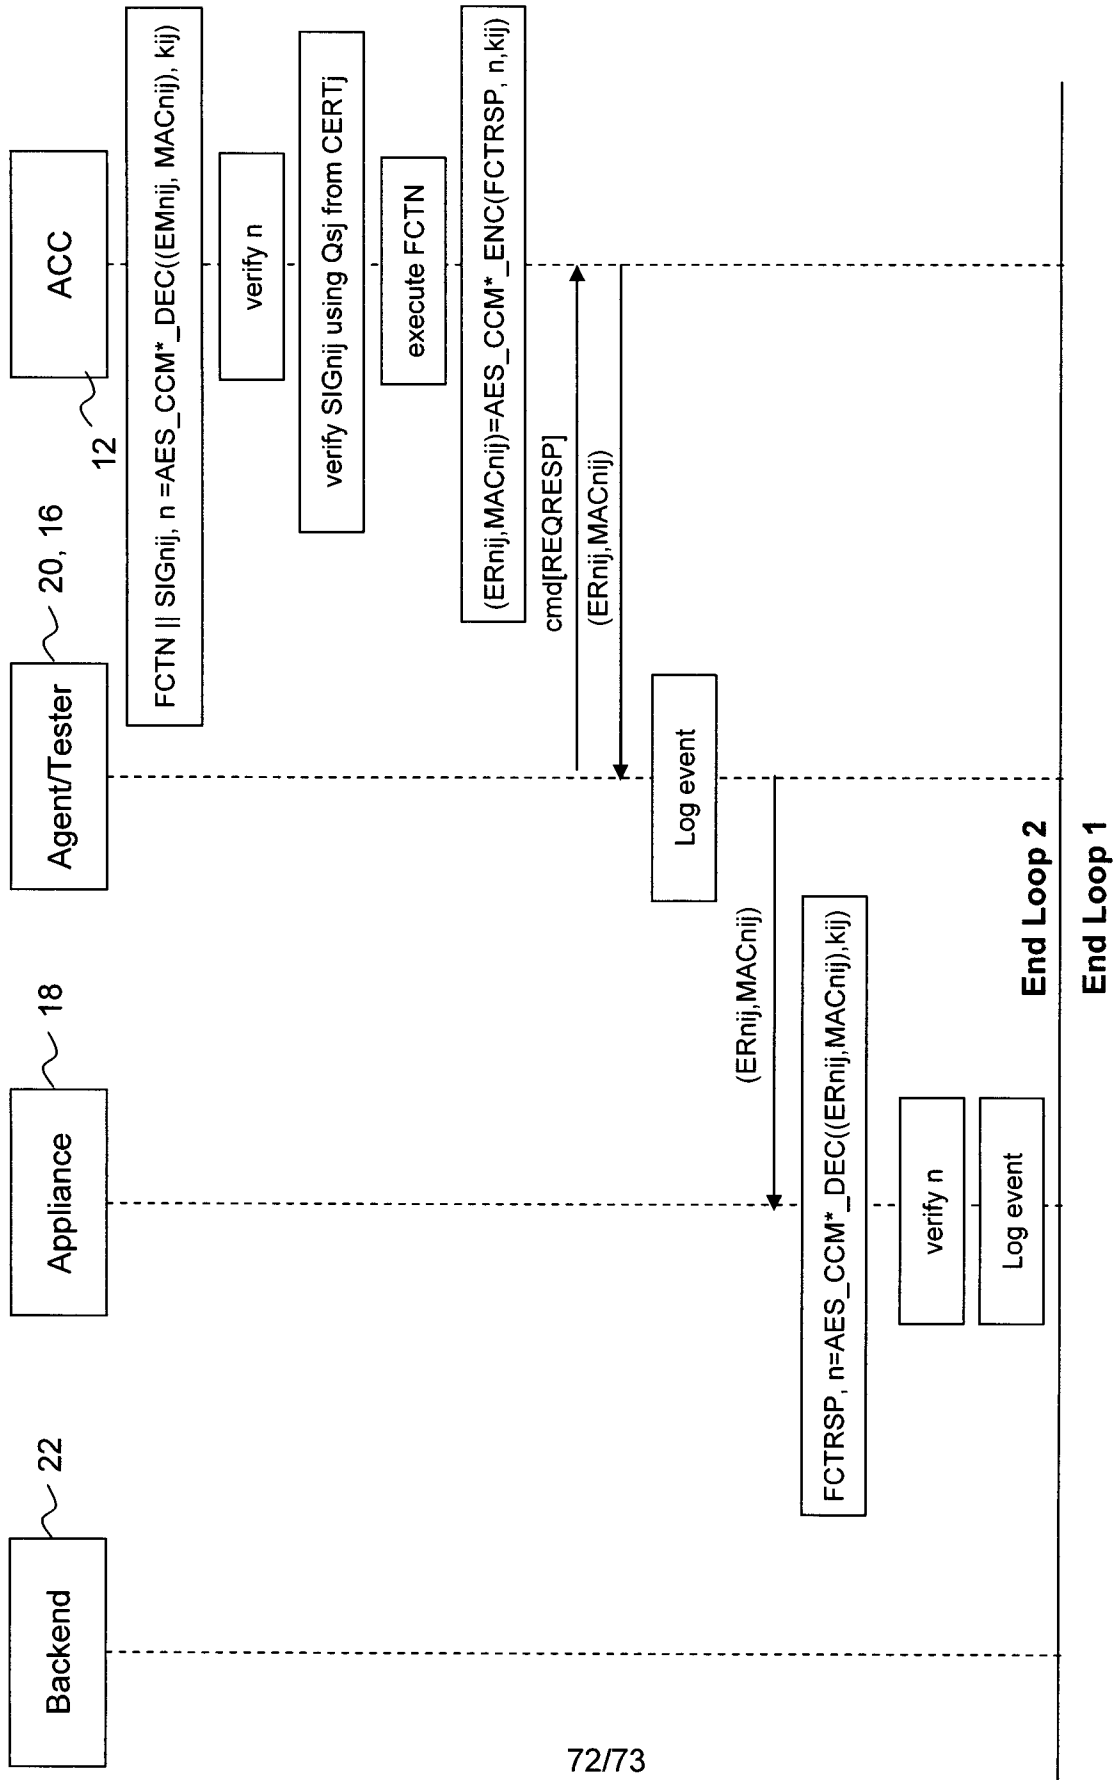 Backend
22
Appliance
18
Agent/Tester
20, 16
ACC
12
FCTN || SIGnij, n =AES_CCM*_DEC((EMnij, MACnij), kij)
verify n
verify SIGnij using Qsj from CERTj
execute FCTN
(ERnij,MACnij)=AES_CCM*_ENC(FCTRSP, n,kij)
cmd[REQRESP]
(ERnij,MACnij)
Log event
(ERnij,MACnij)
FCTRSP, n=AES_CCM*_DEC((ERnij,MACnij),kij)
verify n
Log event
End Loop 2
End Loop 1
72/73